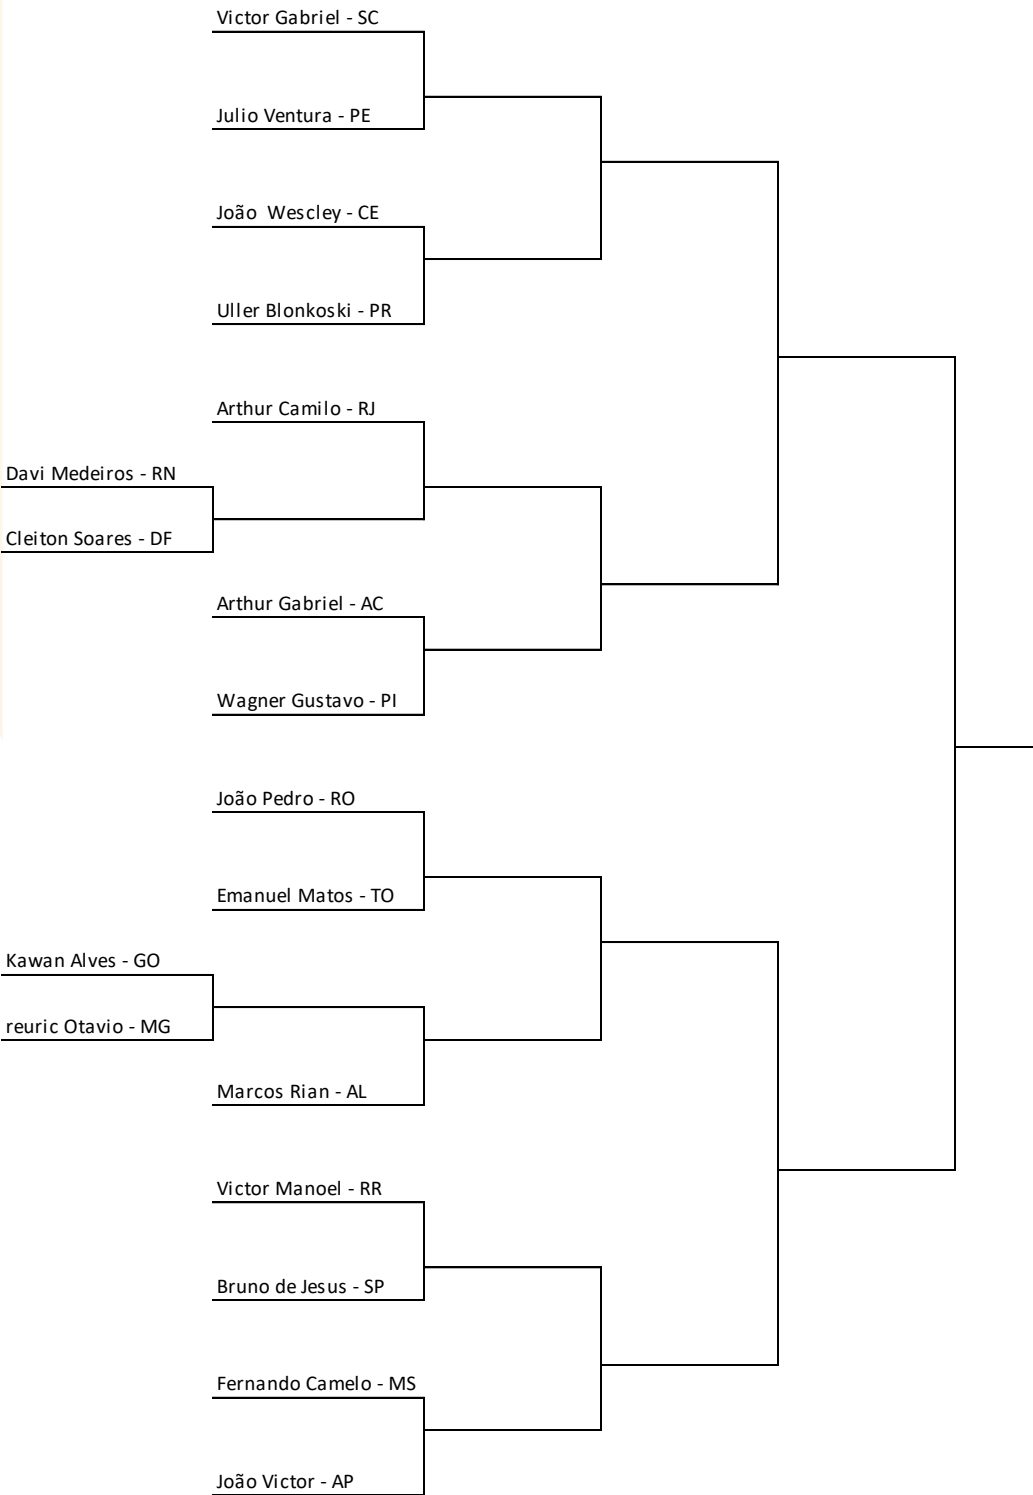 Victor Gabriel - SC
Julio Ventura - PE
João Wescley - CE
Uller Blonkoski - PR
Arthur Camilo - RJ
Davi Medeiros - RN
Cleiton Soares - DF
Arthur Gabriel - AC
Wagner Gustavo - PI
João Pedro - RO
Emanuel Matos - TO
Kawan Alves - GO
reuric Otavio - MG
Marcos Rian - AL
Victor Manoel - RR
Bruno de Jesus - SP
Fernando Camelo - MS
João Victor - AP